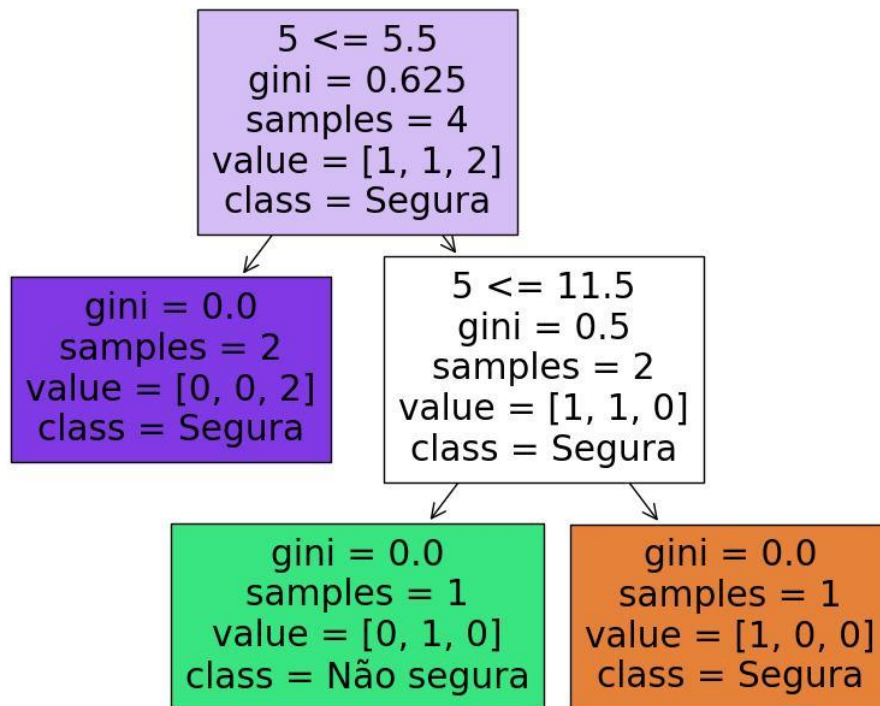 5 <= 5.5
gini = 0.625
samples = 4
value = [1, 1, 2]
class = Segura
gini = 0.0
samples = 2
value = [0, 0, 2]
class = Segura
5 <= 11.5
gini = 0.5
samples = 2
value = [1, 1, 0]
class = Segura
gini = 0.0
samples = 1
value = [0, 1, 0]
class = Não segura
gini = 0.0
samples = 1
value = [1, 0, 0]
class = Segura